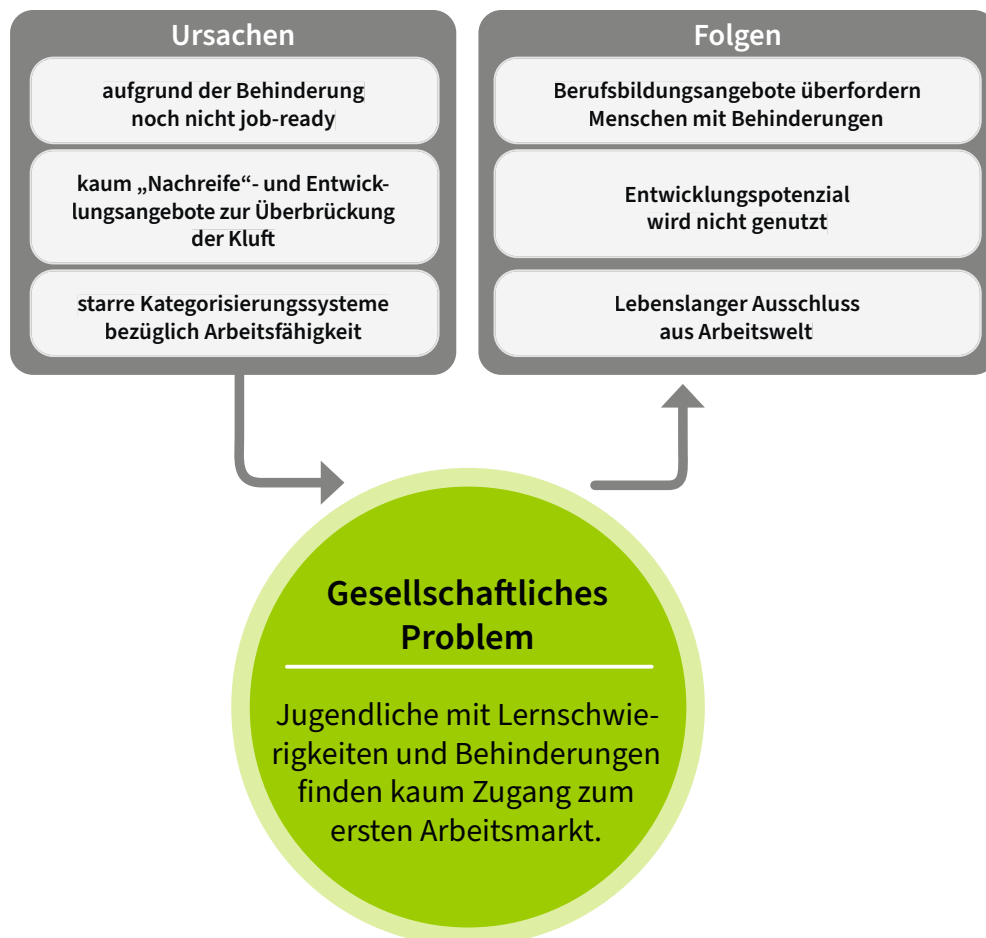 Ursachen
aufgrund der Behinderung
noch nicht job-ready
kaum „Nachreife“- und Entwick-
lungsangebote zur Überbrückung
der Kluft
starre Kategorisierungssysteme
bezüglich Arbeitsfähigkeit
Folgen
Berufsbildungsangebote überfordern
Menschen mit Behinderungen
Entwicklungspotenzial
wird nicht genutzt
Lebenslanger Ausschluss
aus Arbeitswelt
Gesellschaftliches
Problem
Jugendliche mit Lernschwie-
rigkeiten und Behinderungen
finden kaum Zugang zum
ersten Arbeitsmarkt.